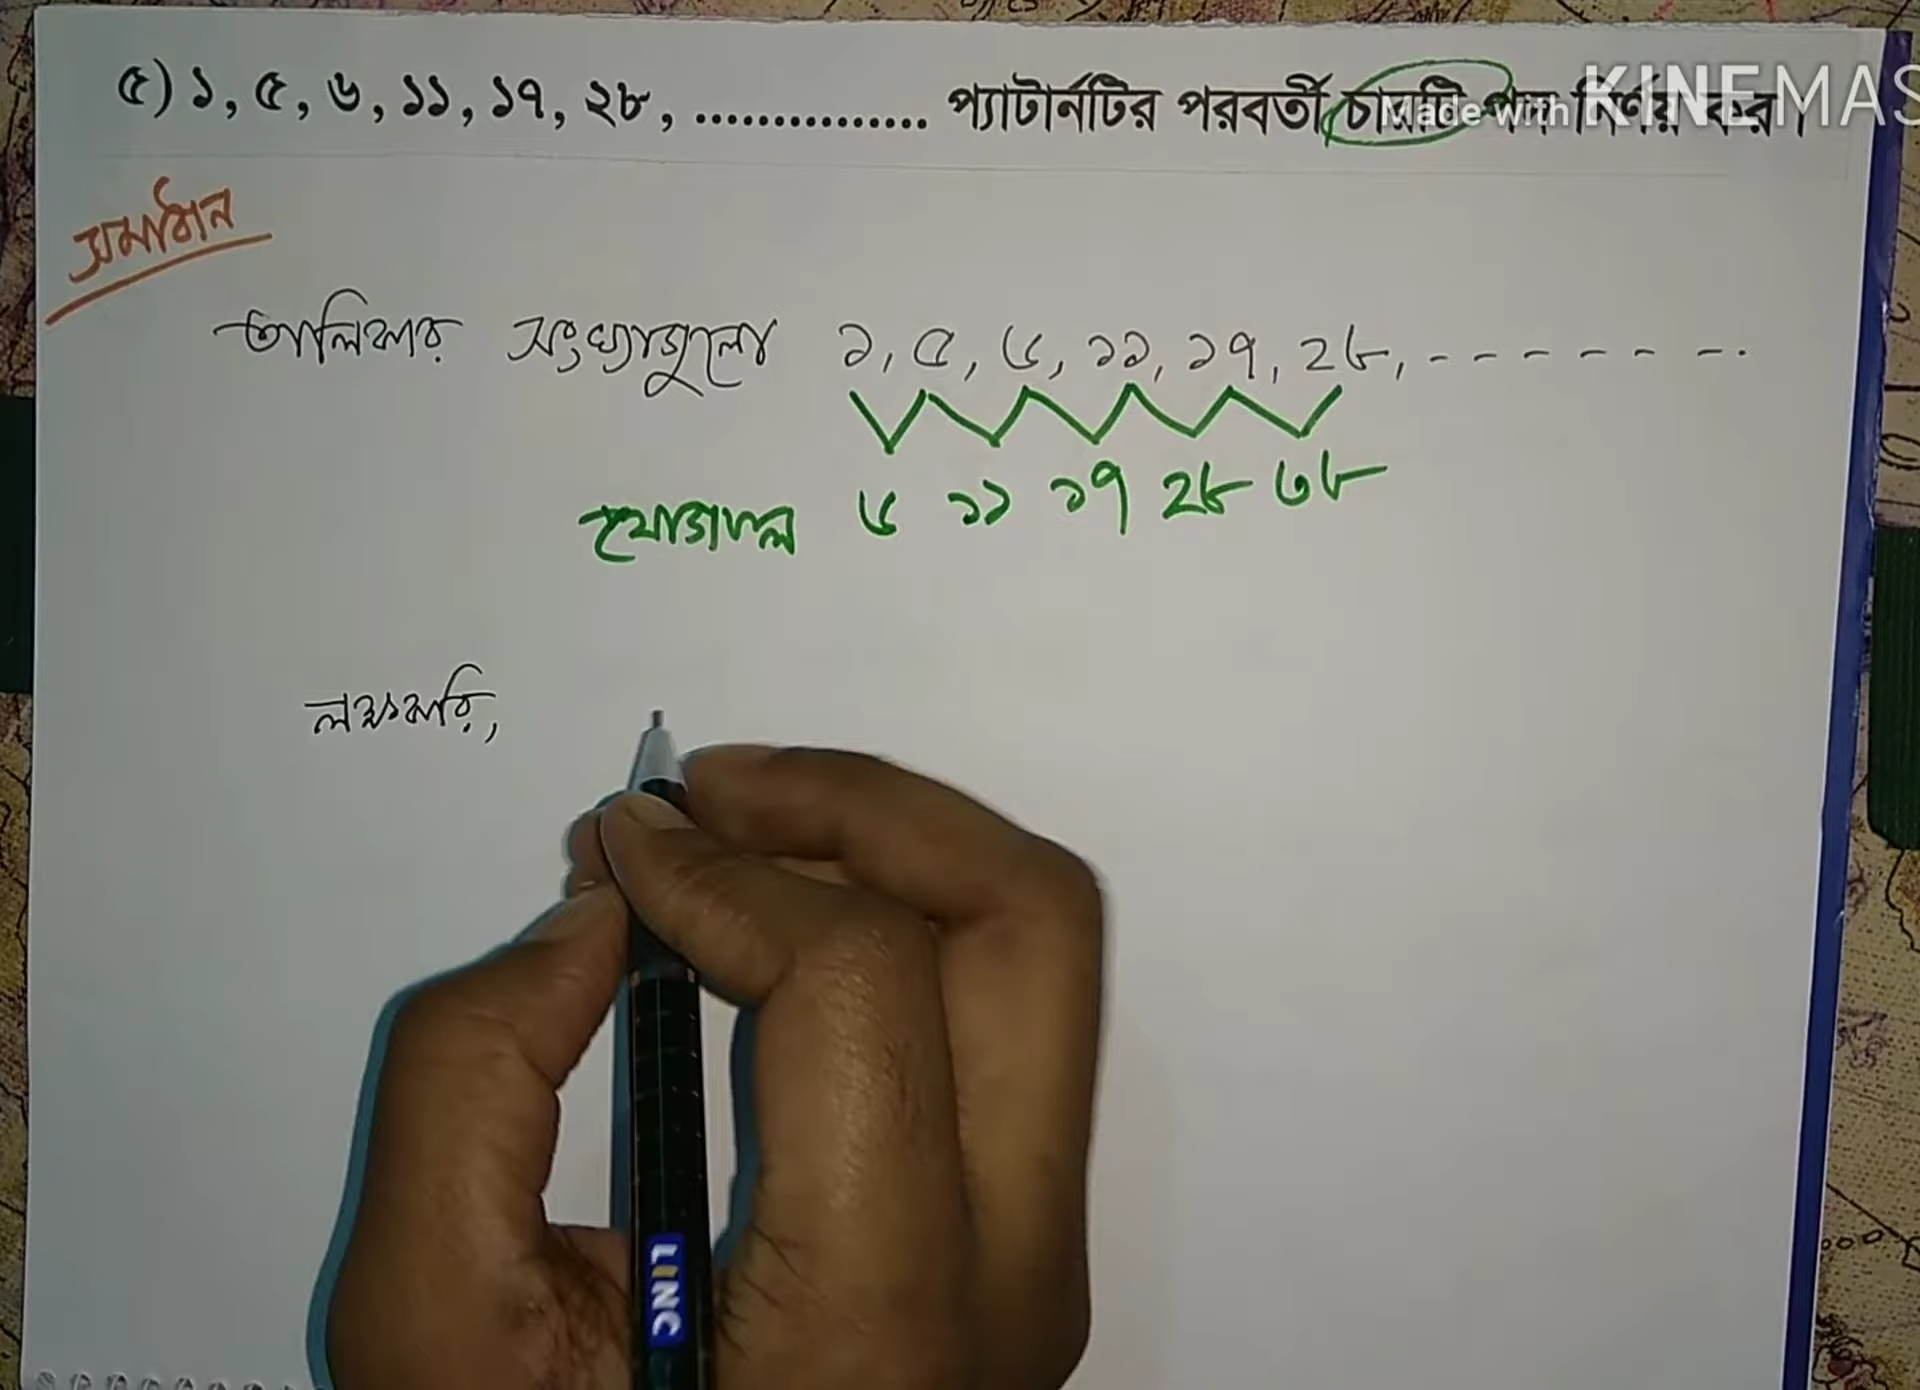 ৫) ১, ৫, ৬, ১১, ১৭, ২৮, ............... প্যাটার্নটির পরবর্তী চারটি পদ নির্ণয় কর।
Made with KINEMAS
সমাধান
তালিকার সংখ্যাগুলো ১, ৫, ৬, ১১, ১৭, ২৮, - - - - - - -.
যোগফল ৬ ১১ ১৭ ২৮ ৩৮
লক্ষকরি,
LINC